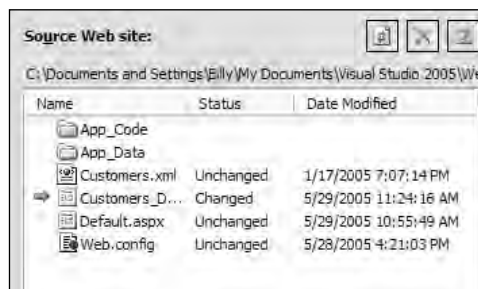 Source Web site:
C:\Documents and Settings\Billy\My Documents\Visual Studio 2005\We
Name Status Date Modified
App_Code
App_Data
Customers.xml Unchanged 1/17/2005 7:07:14 PM
Customers_D... Changed 5/29/2005 11:24:16 AM
Default.aspx Unchanged 5/29/2005 10:55:49 AM
Web.config Unchanged 5/28/2005 4:21:03 PM